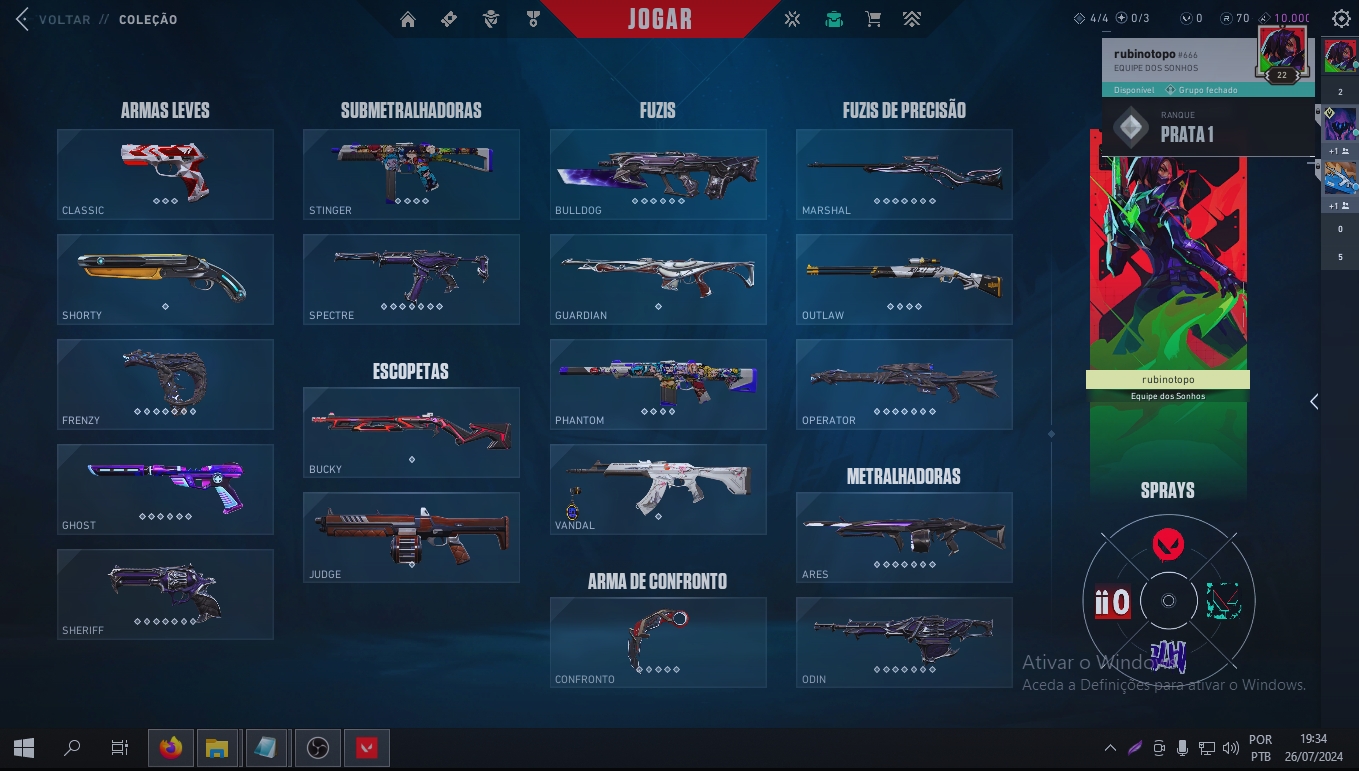 VOLTAR // COLEÇÃO
JOGAR
4/4
0/3
0
70
10.000
rubinotopo #666
EQUIPE DOS SONHOS
22
Disponível
Grupo fechado
RANQUE
PRATA 1
2
+1
+1
0
5
ARMAS LEVES
CLASSIC
SHORTY
FRENZY
GHOST
SHERIFF
SUBMETRALHADORAS
STINGER
SPECTRE
ESCOPETAS
BUCKY
JUDGE
FUZIS
BULLDOG
GUARDIAN
PHANTOM
VANDAL
ARMA DE CONFRONTO
CONFRONTO
FUZIS DE PRECISÃO
MARSHAL
OUTLAW
OPERATOR
METRALHADORAS
ARES
ODIN
rubinotopo
Equipe dos Sonhos
SPRAYS
Ativar o Windows
Aceda a Definições para ativar o Windows.
POR
PTB
19:34
26/07/2024